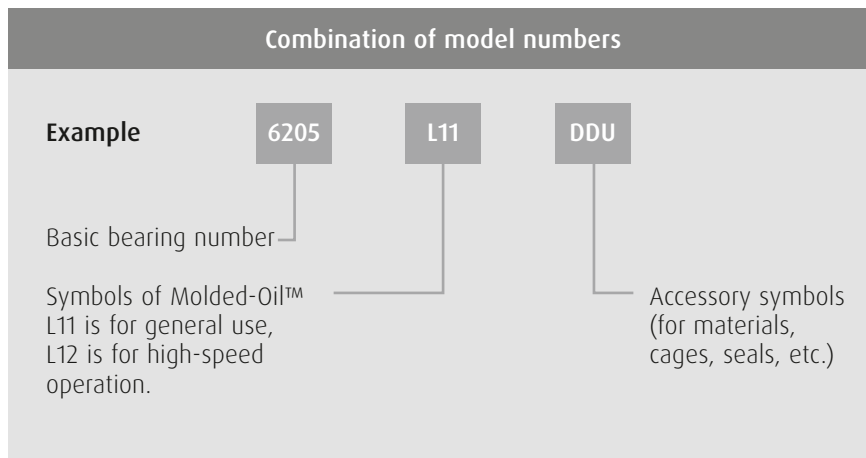 Combination of model numbers
Example 6205 L11 DDU
Basic bearing number
Symbols of Molded-Oil™
L11 is for general use,
L12 is for high-speed
operation.
Accessory symbols
(for materials,
cages, seals, etc.)